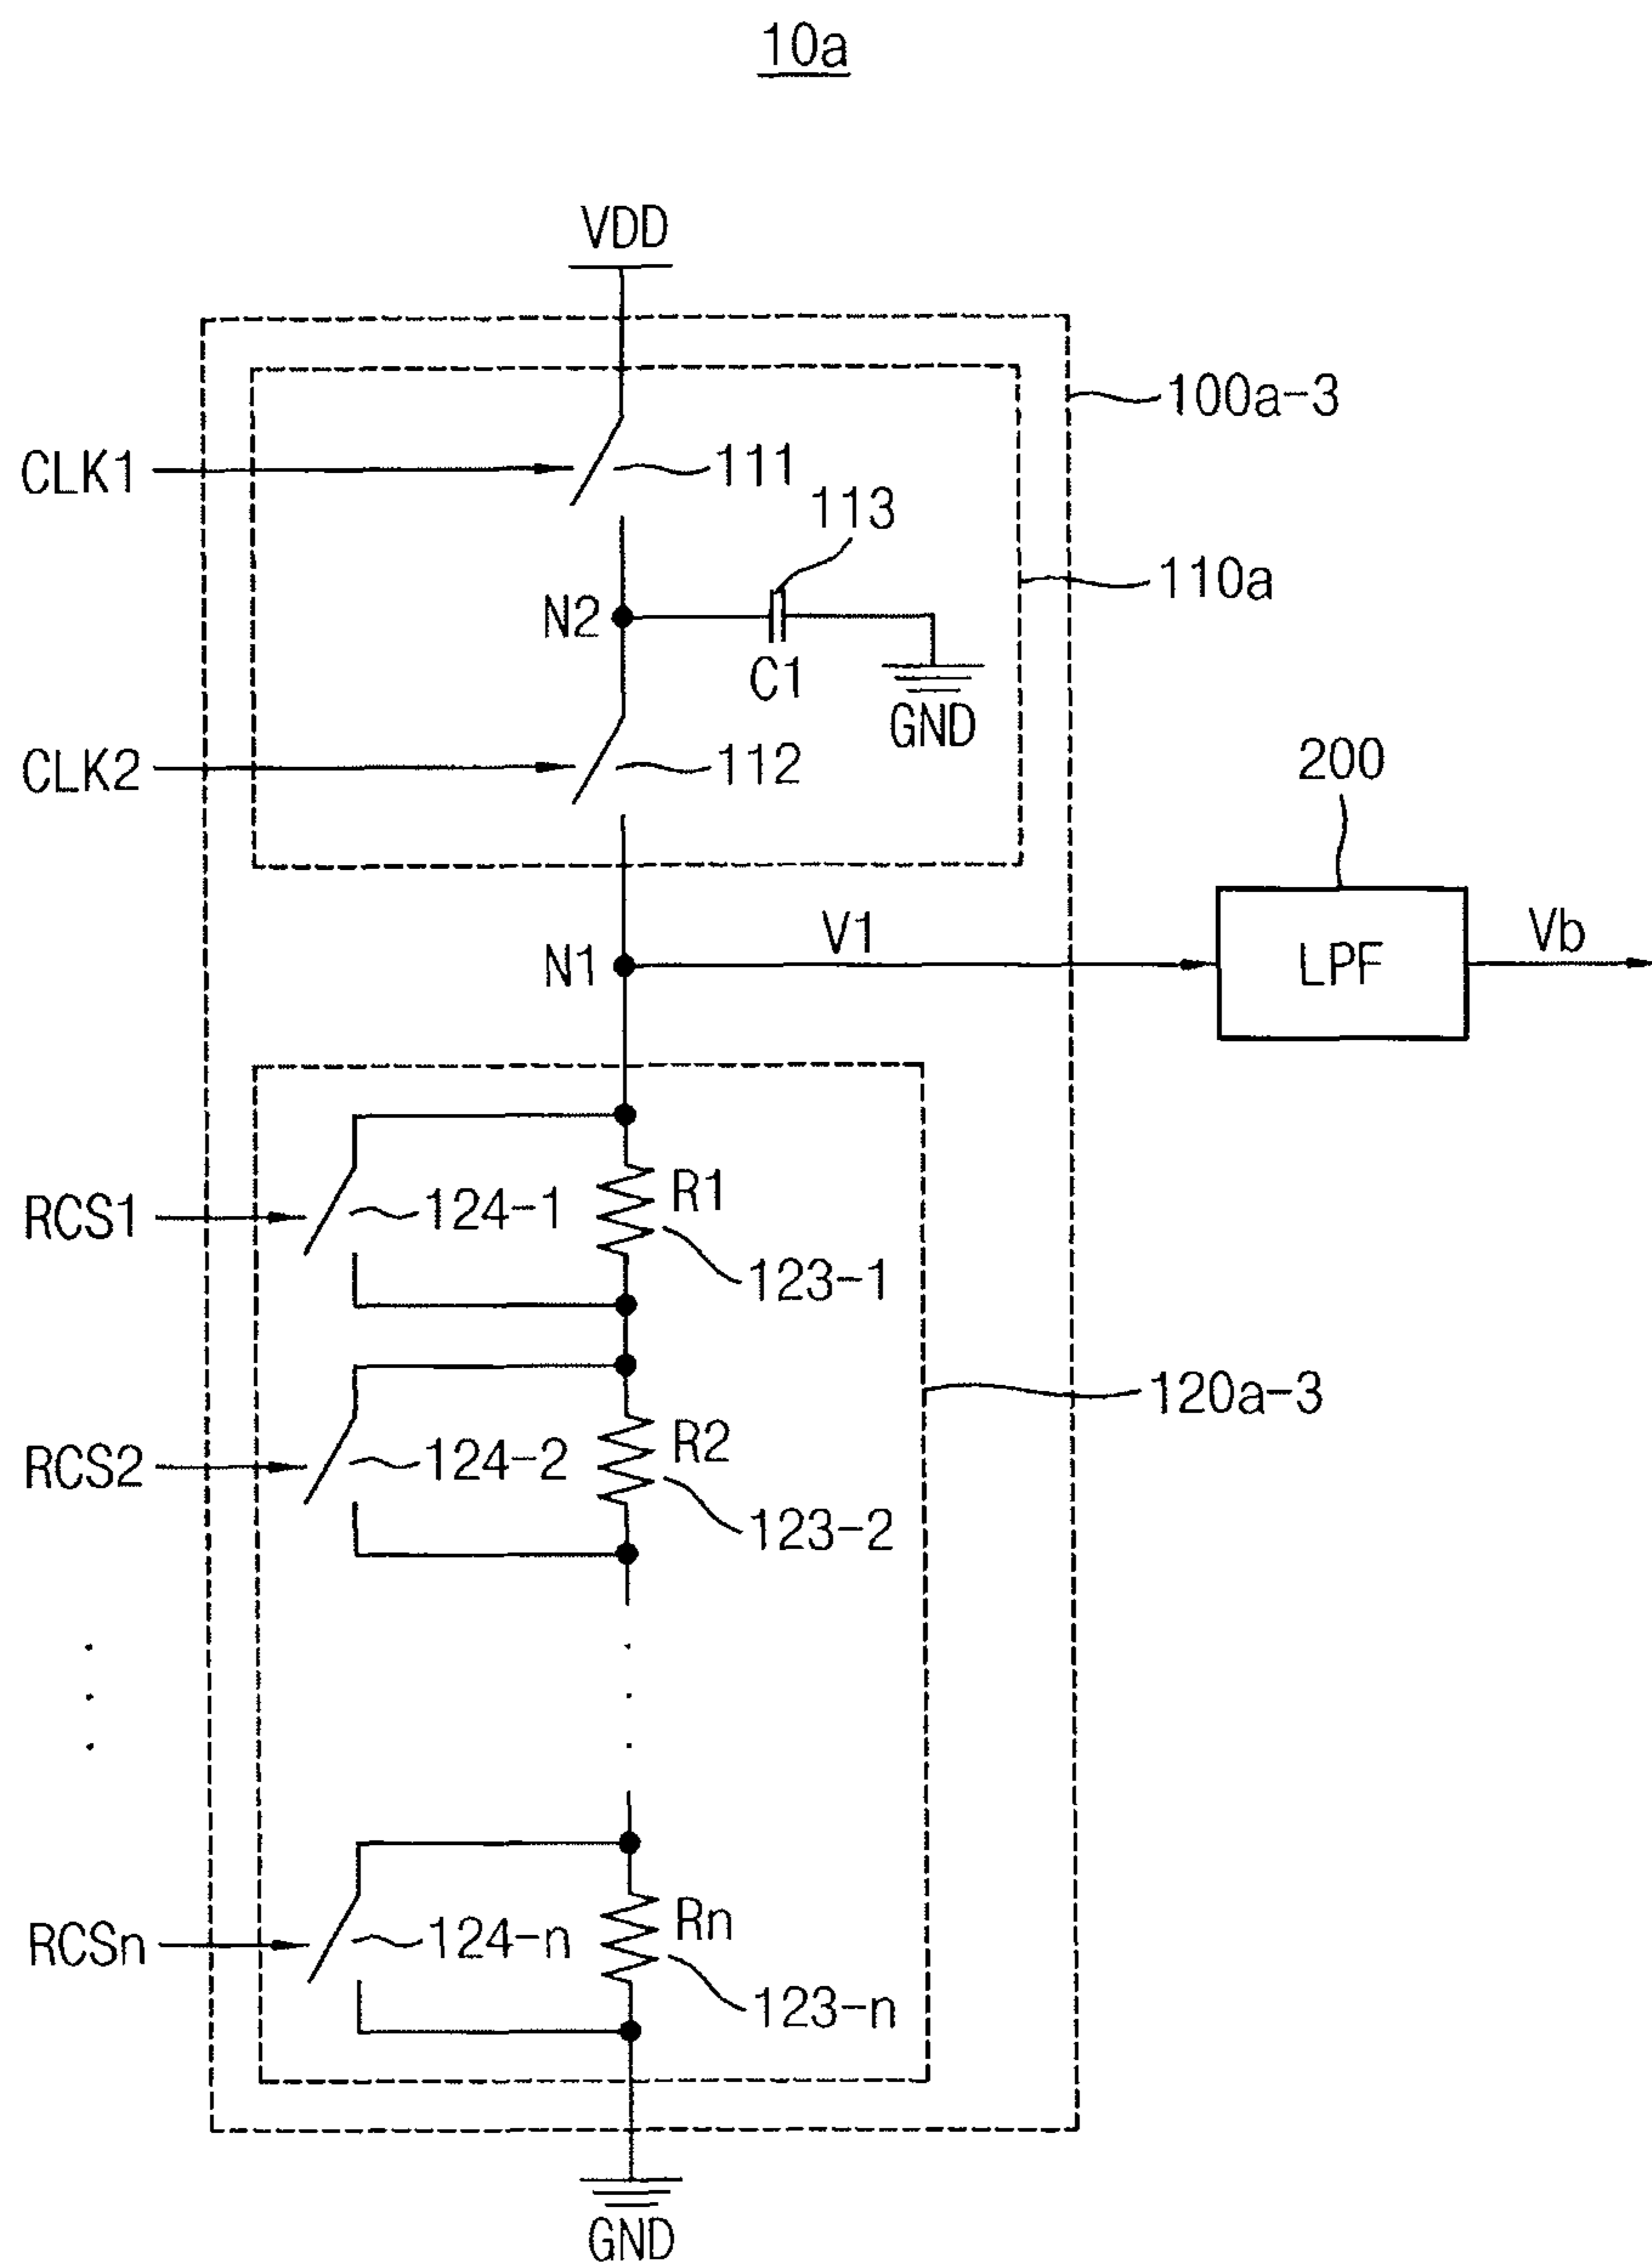 10a
VDD
100a-3
CLK1
111
113
110a
N2
C1
GND
CLK2
112
200
V1
Vb
N1
LPF
R1
RCS1
124-1
123-1
120a-3
R2
RCS2
124-2
123-2
Rn
RCSn
124-n
123-n
GND